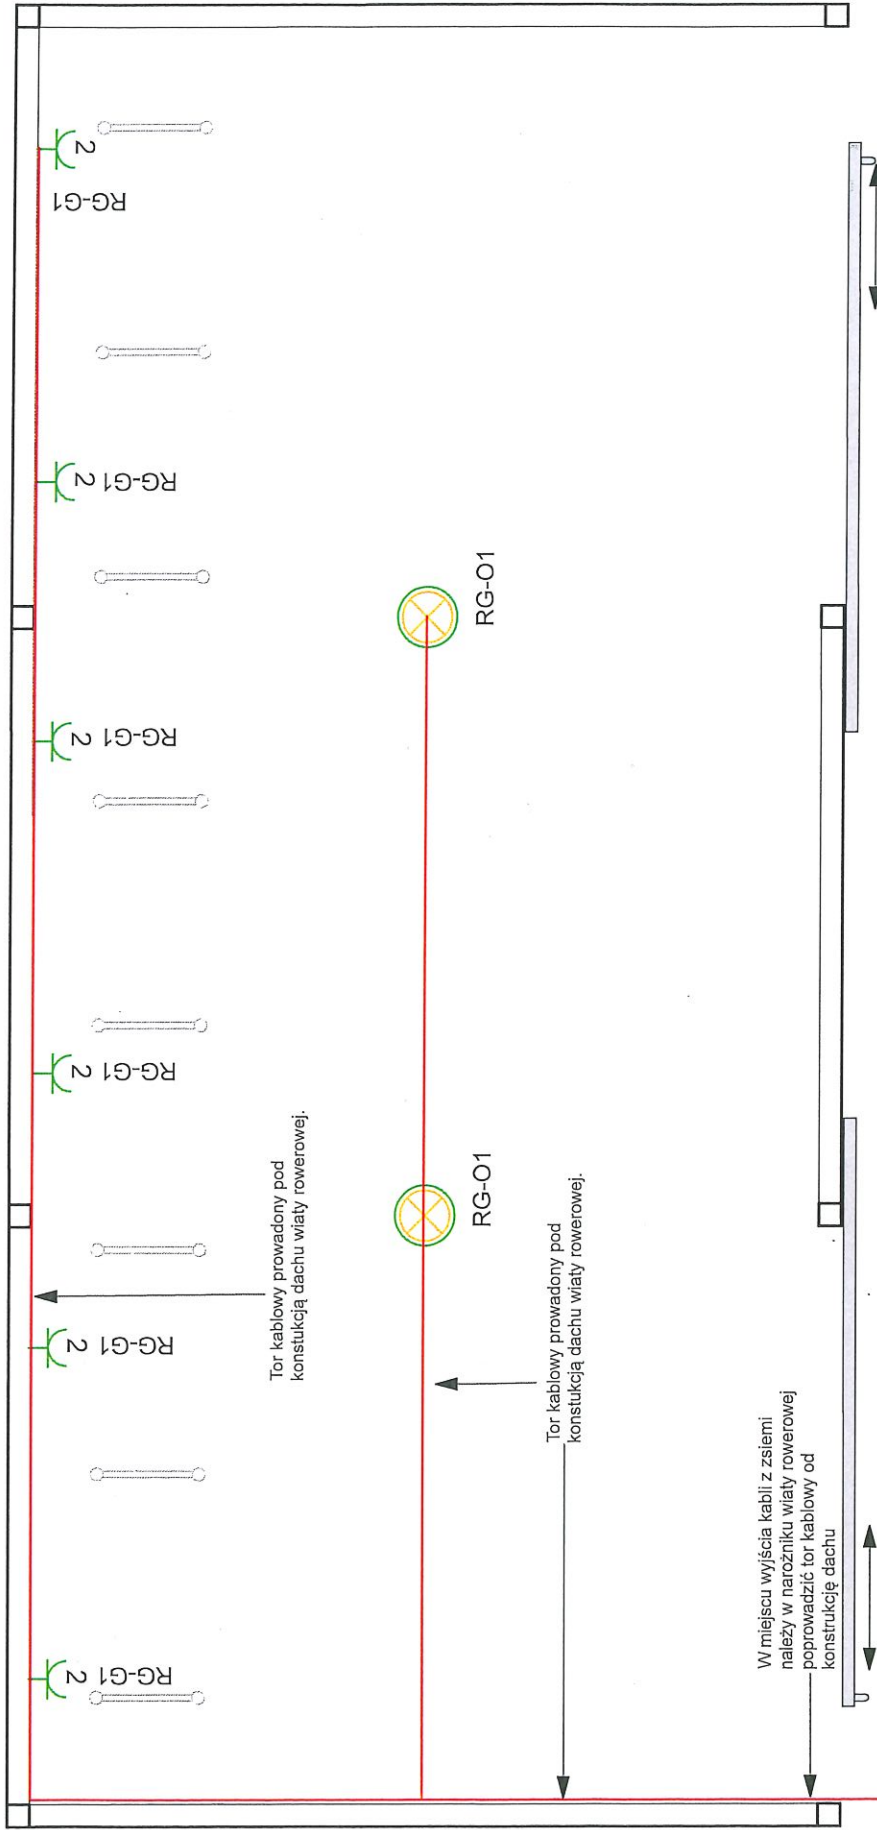 2
RG-G1
2 RG-G1
RG-O1
2 RG-G1
2 RG-G1
RG-O1
Tor kablowy prowadony pod
konstukcją dachu wiaty rowerowej.
2 RG-G1
Tor kablowy prowadony pod
konstukcją dachu wiaty rowerowej.
2 RG-G1
W miejscu wyjścia kabli z zsiemi
należy w narożniku wiaty rowerowej
poprowadzić tor kablowy od
konstrukcję dachu